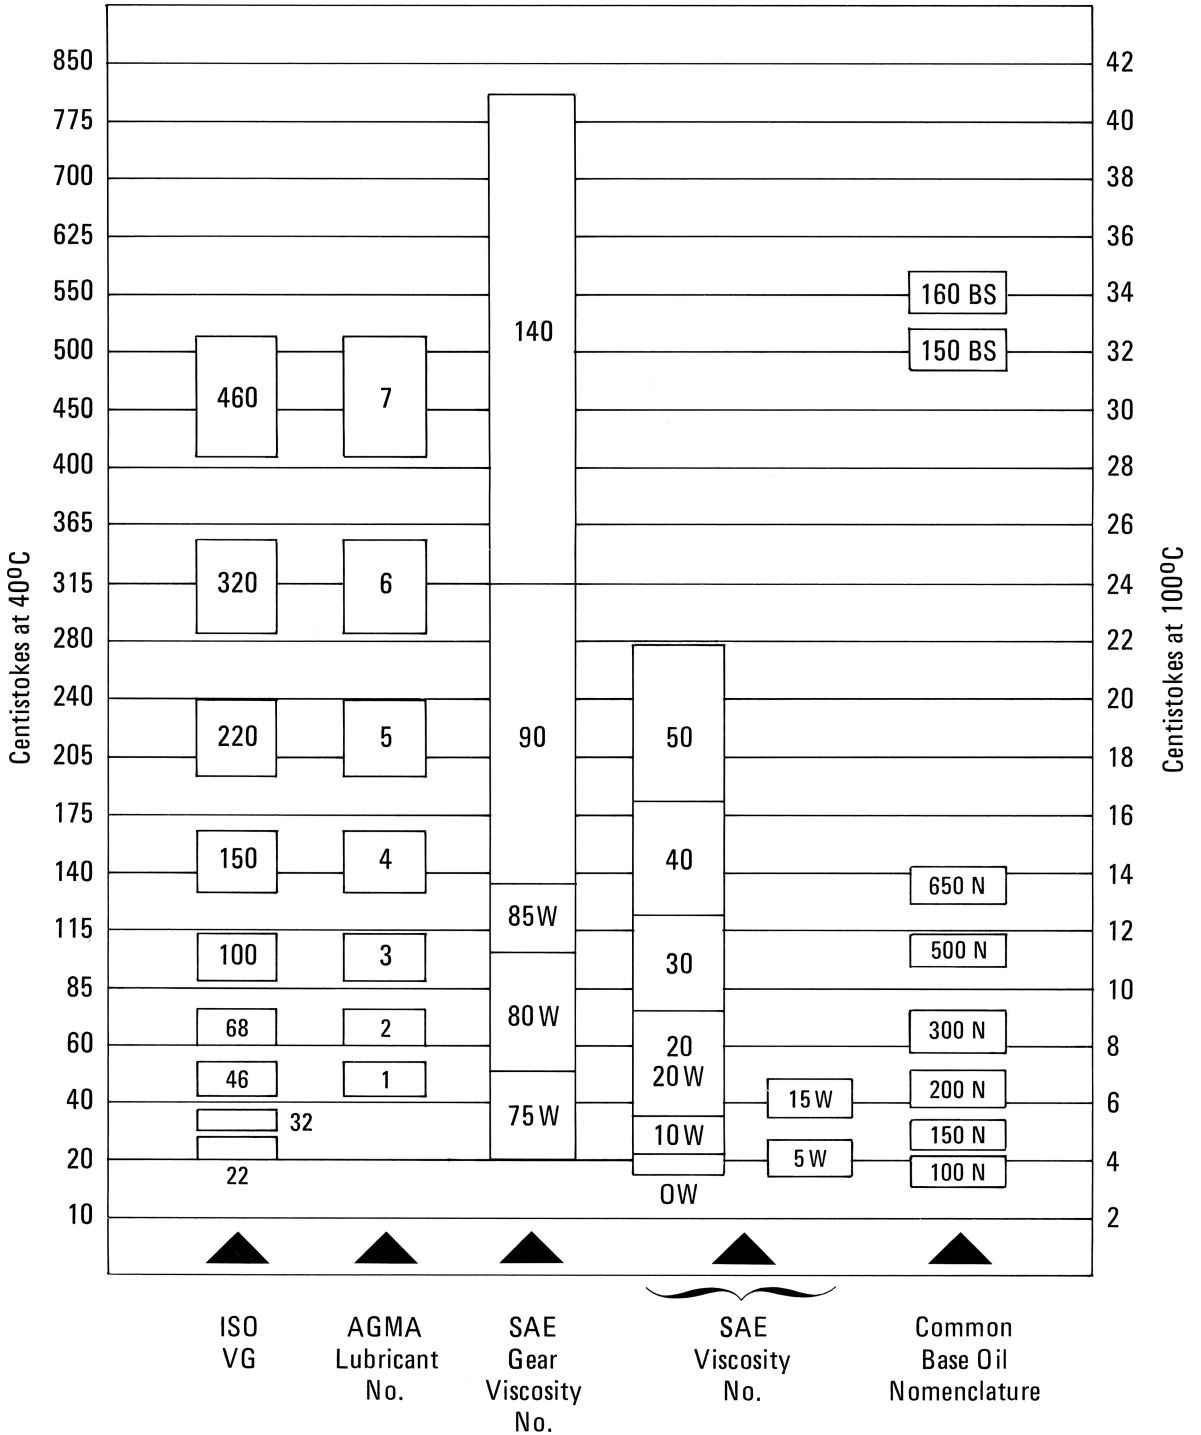 850
42
775
40
700
38
625
36
550
160 BS
34
140
500
150 BS
32
460
7
450
30
400
28
365
26
315
320
6
24
280
22
240
20
220
5
90
50
205
18
175
16
150
4
40
140
14
650 N
85W
115
12
100
3
30
500 N
85
10
68
2
80W
20
300 N
60
8
46
1
20W
40
15W
200 N
6
32
75W
10W
150 N
20
5W
100 N
4
22
0W
10
2
Centistokes at 40ºC
Centistokes at 100ºC
ISO
VG
AGMA
Lubricant
No.
SAE
Gear
Viscosity
No.
SAE
Viscosity
No.
Common
Base Oil
Nomenclature